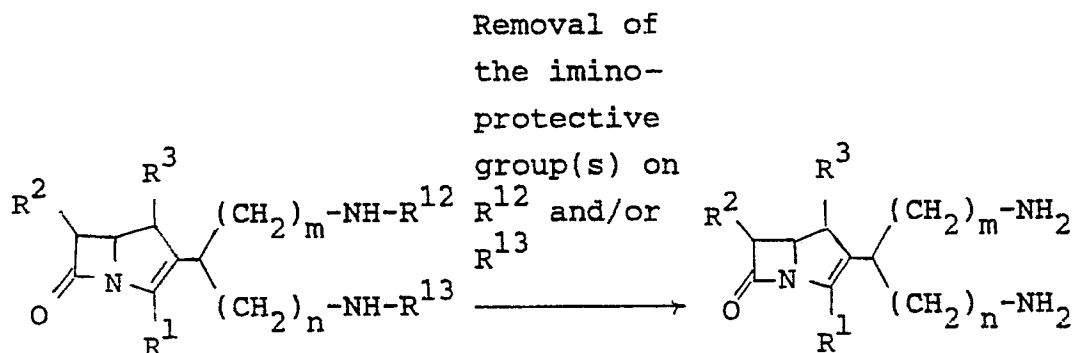 Removal of
the imino-
protective
group(s) on
R¹² and/or
R¹³
R² R³ (CH₂)m-NH-R¹²
O N (CH₂)n-NH-R¹³
R¹
R² R³ (CH₂)m-NH₂
O N (CH₂)n-NH₂
R¹